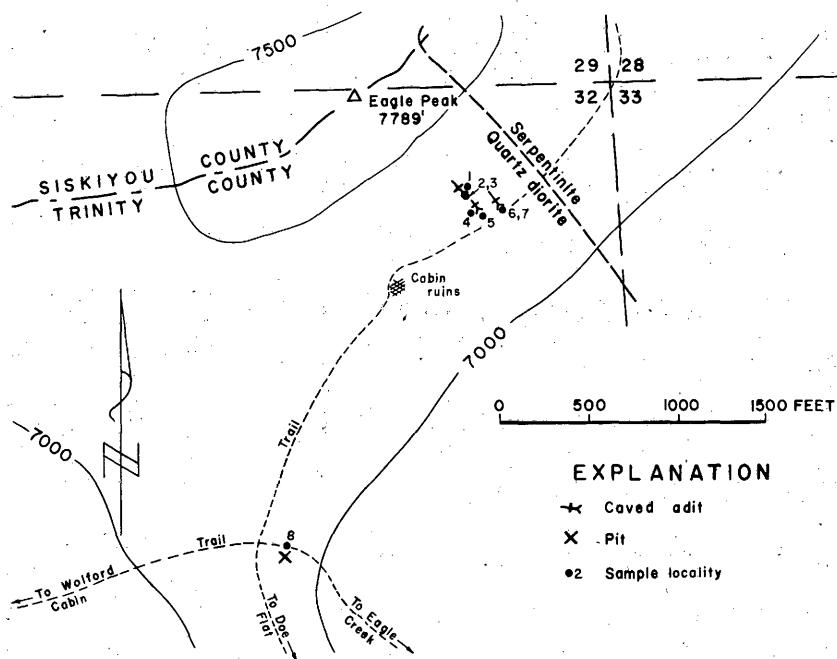 7500
29 28
32 33
Eagle Peak
7789'
SISKIYOU COUNTY
TRINITY COUNTY
Serpentinite
Quartz diorite
1
2,3
6,7
4
5
Cabin
ruins
7000
0 500 1000 1500 FEET
Trail
7000
N
EXPLANATION
Caved adit
Pit
2 Sample locality
8
Trail
To Wolford
Cabin
To Doe
Flat
To Eagle
Creek